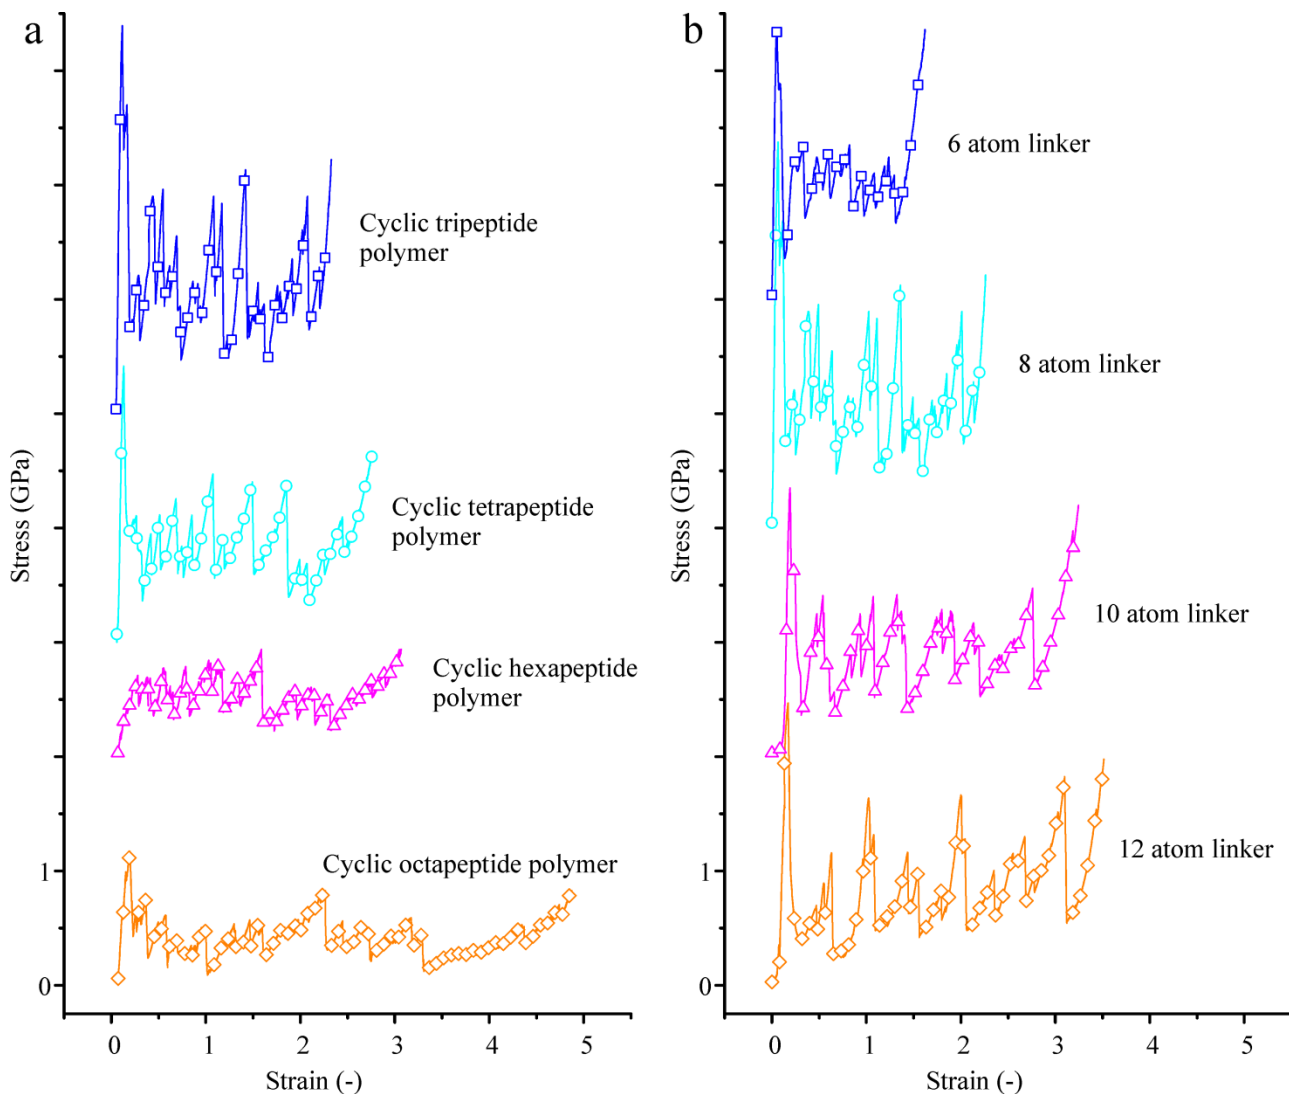 a
Stress (GPa)
Cyclic tripeptide
polymer
Cyclic tetrapeptide
polymer
Cyclic hexapeptide
polymer
Cyclic octapeptide polymer
1
0
0 1 2 3 4 5
Strain (-)
b
Stress (GPa)
6 atom linker
8 atom linker
10 atom linker
12 atom linker
1
0
0 1 2 3 4 5
Strain (-)